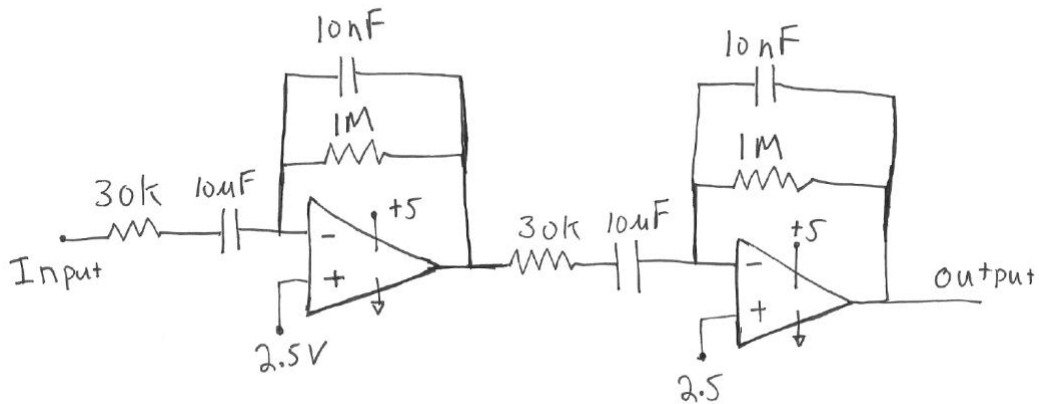 10nF
10nF
1M
1M
30k
10uF
+5
30k
10uF
+5
-
-
Input
+
+
Output
2.5V
2.5